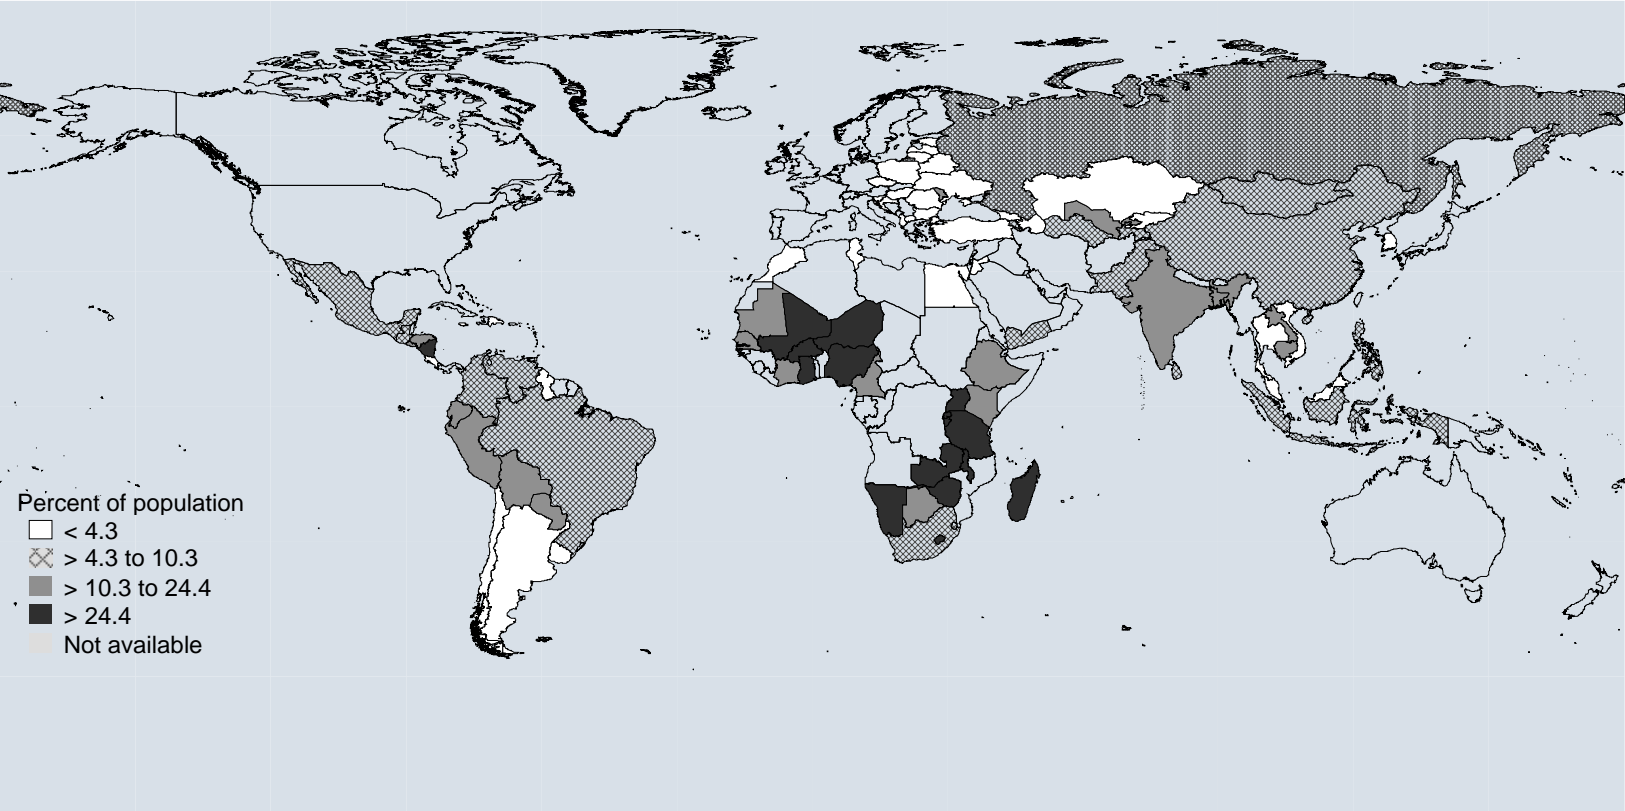 Percent of population
< 4.3
> 4.3 to 10.3
> 10.3 to 24.4
> 24.4
Not available